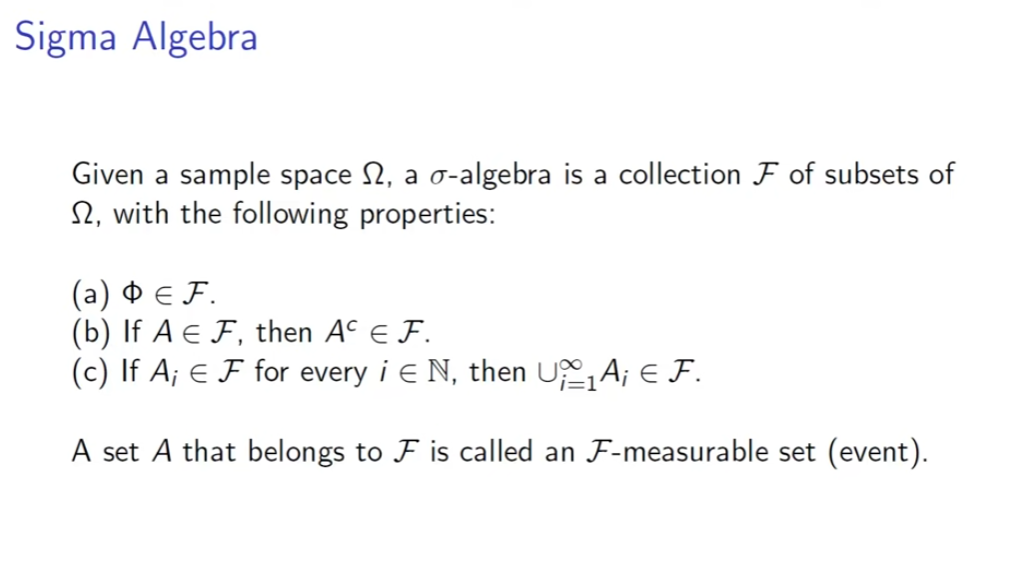 Sigma Algebra
Given a sample space Ω, a σ-algebra is a collection ℱ of subsets of
Ω, with the following properties:
(a) Φ ∈ ℱ.
(b) If A ∈ ℱ, then Aᶜ ∈ ℱ.
(c) If Aᵢ ∈ ℱ for every i ∈ ℕ, then ∪_{i=1}^∞ Aᵢ ∈ ℱ.
A set A that belongs to ℱ is called an ℱ-measurable set (event).